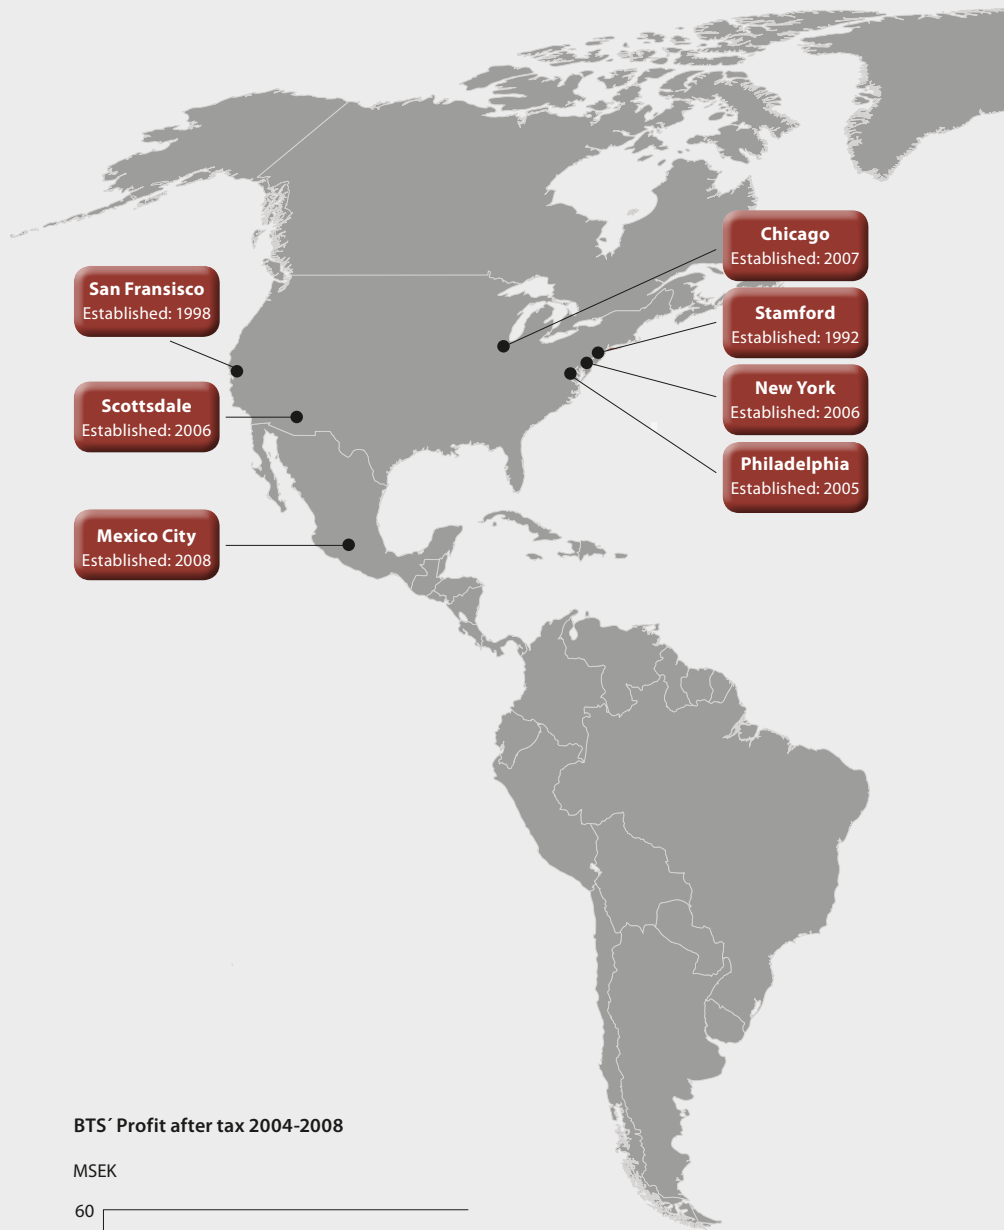 Chicago
Established: 2007
San Fransisco
Established: 1998
Stamford
Established: 1992
New York
Established: 2006
Scottsdale
Established: 2006
Philadelphia
Established: 2005
Mexico City
Established: 2008
BTS´ Profit after tax 2004-2008
MSEK
60